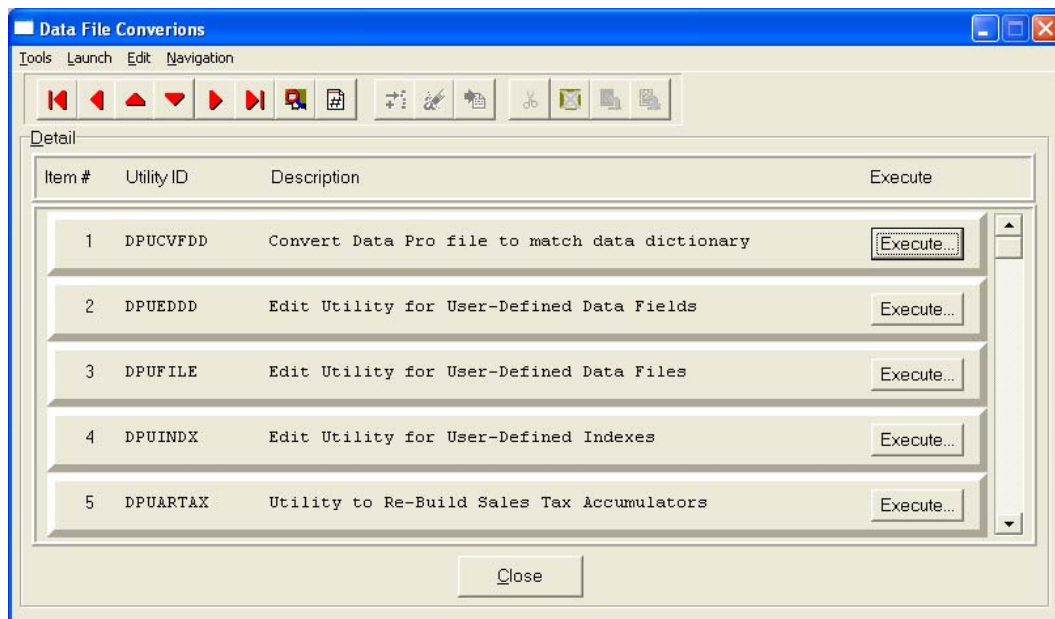 Data File Converions
Tools Launch Edit Navigation
Detail
Item # Utility ID Description Execute
1 DPUCVFDD Convert Data Pro file to match data dictionary Execute...
2 DPUEDDD Edit Utility for User-Defined Data Fields Execute...
3 DPUFILE Edit Utility for User-Defined Data Files Execute...
4 DPUINDX Edit Utility for User-Defined Indexes Execute...
5 DPUARTAX Utility to Re-Build Sales Tax Accumulators Execute...
Close